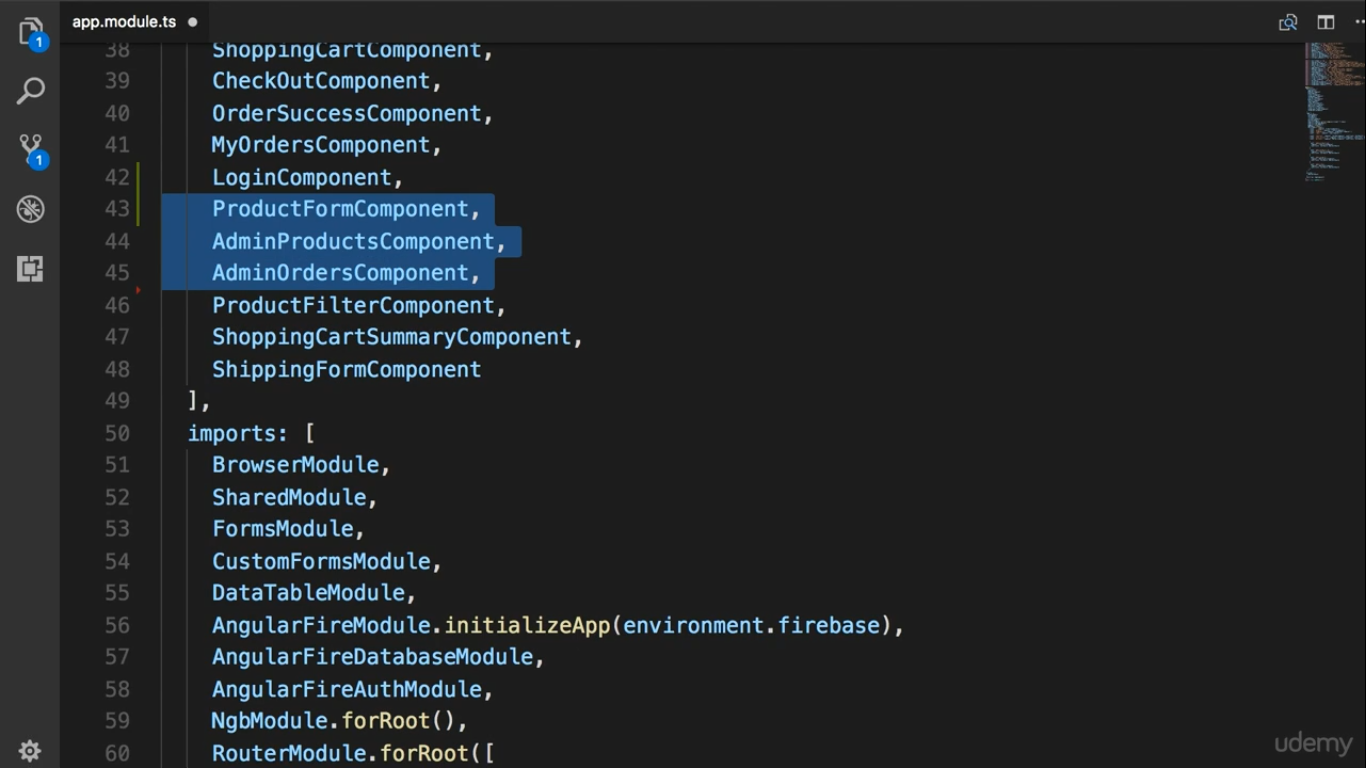 app.module.ts
1
1
38 ShoppingCartComponent,
39 CheckOutComponent,
40 OrderSuccessComponent,
41 MyOrdersComponent,
42 LoginComponent,
43 ProductFormComponent,
44 AdminProductsComponent,
45 AdminOrdersComponent,
46 ProductFilterComponent,
47 ShoppingCartSummaryComponent,
48 ShippingFormComponent
49 ],
50 imports: [
51 BrowserModule,
52 SharedModule,
53 FormsModule,
54 CustomFormsModule,
55 DataTableModule,
56 AngularFireModule.initializeApp(environment.firebase),
57 AngularFireDatabaseModule,
58 AngularFireAuthModule,
59 NgbModule.forRoot(),
60 RouterModule.forRoot([
udemy